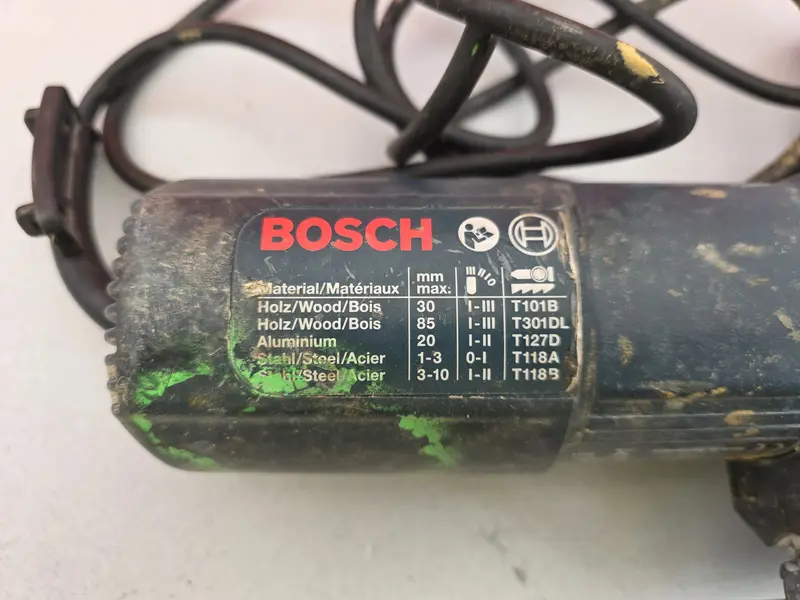 BOSCH
Material/Matériaux mm max.
Holz/Wood/Bois 30 I-III T101B
Holz/Wood/Bois 85 I-III T301DL
Aluminium 20 I-II T127D
Stahl/Steel/Acier 1-3 0-I T118A
Stahl/Steel/Acier 3-10 I-II T118B